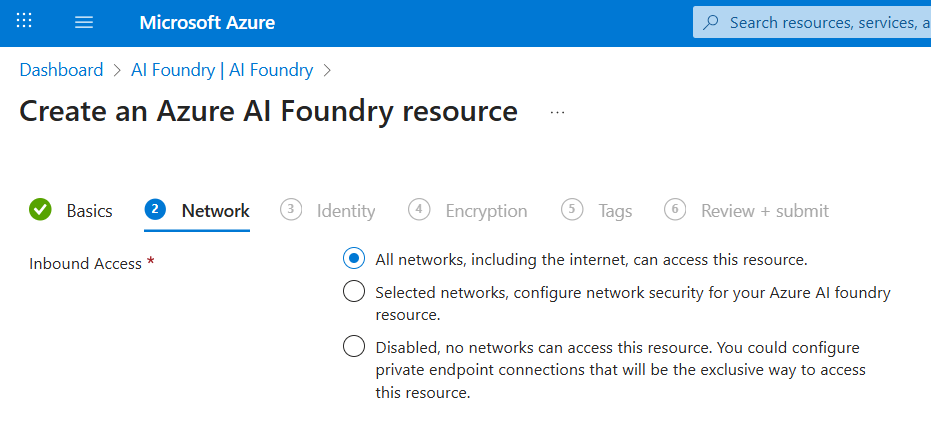 Microsoft Azure
Search resources, services, a
Dashboard > AI Foundry | AI Foundry >
Create an Azure AI Foundry resource ...
Basics 2 Network 3 Identity 4 Encryption 5 Tags 6 Review + submit
Inbound Access *
All networks, including the internet, can access this resource.
Selected networks, configure network security for your Azure AI foundry
resource.
Disabled, no networks can access this resource. You could configure
private endpoint connections that will be the exclusive way to access
this resource.